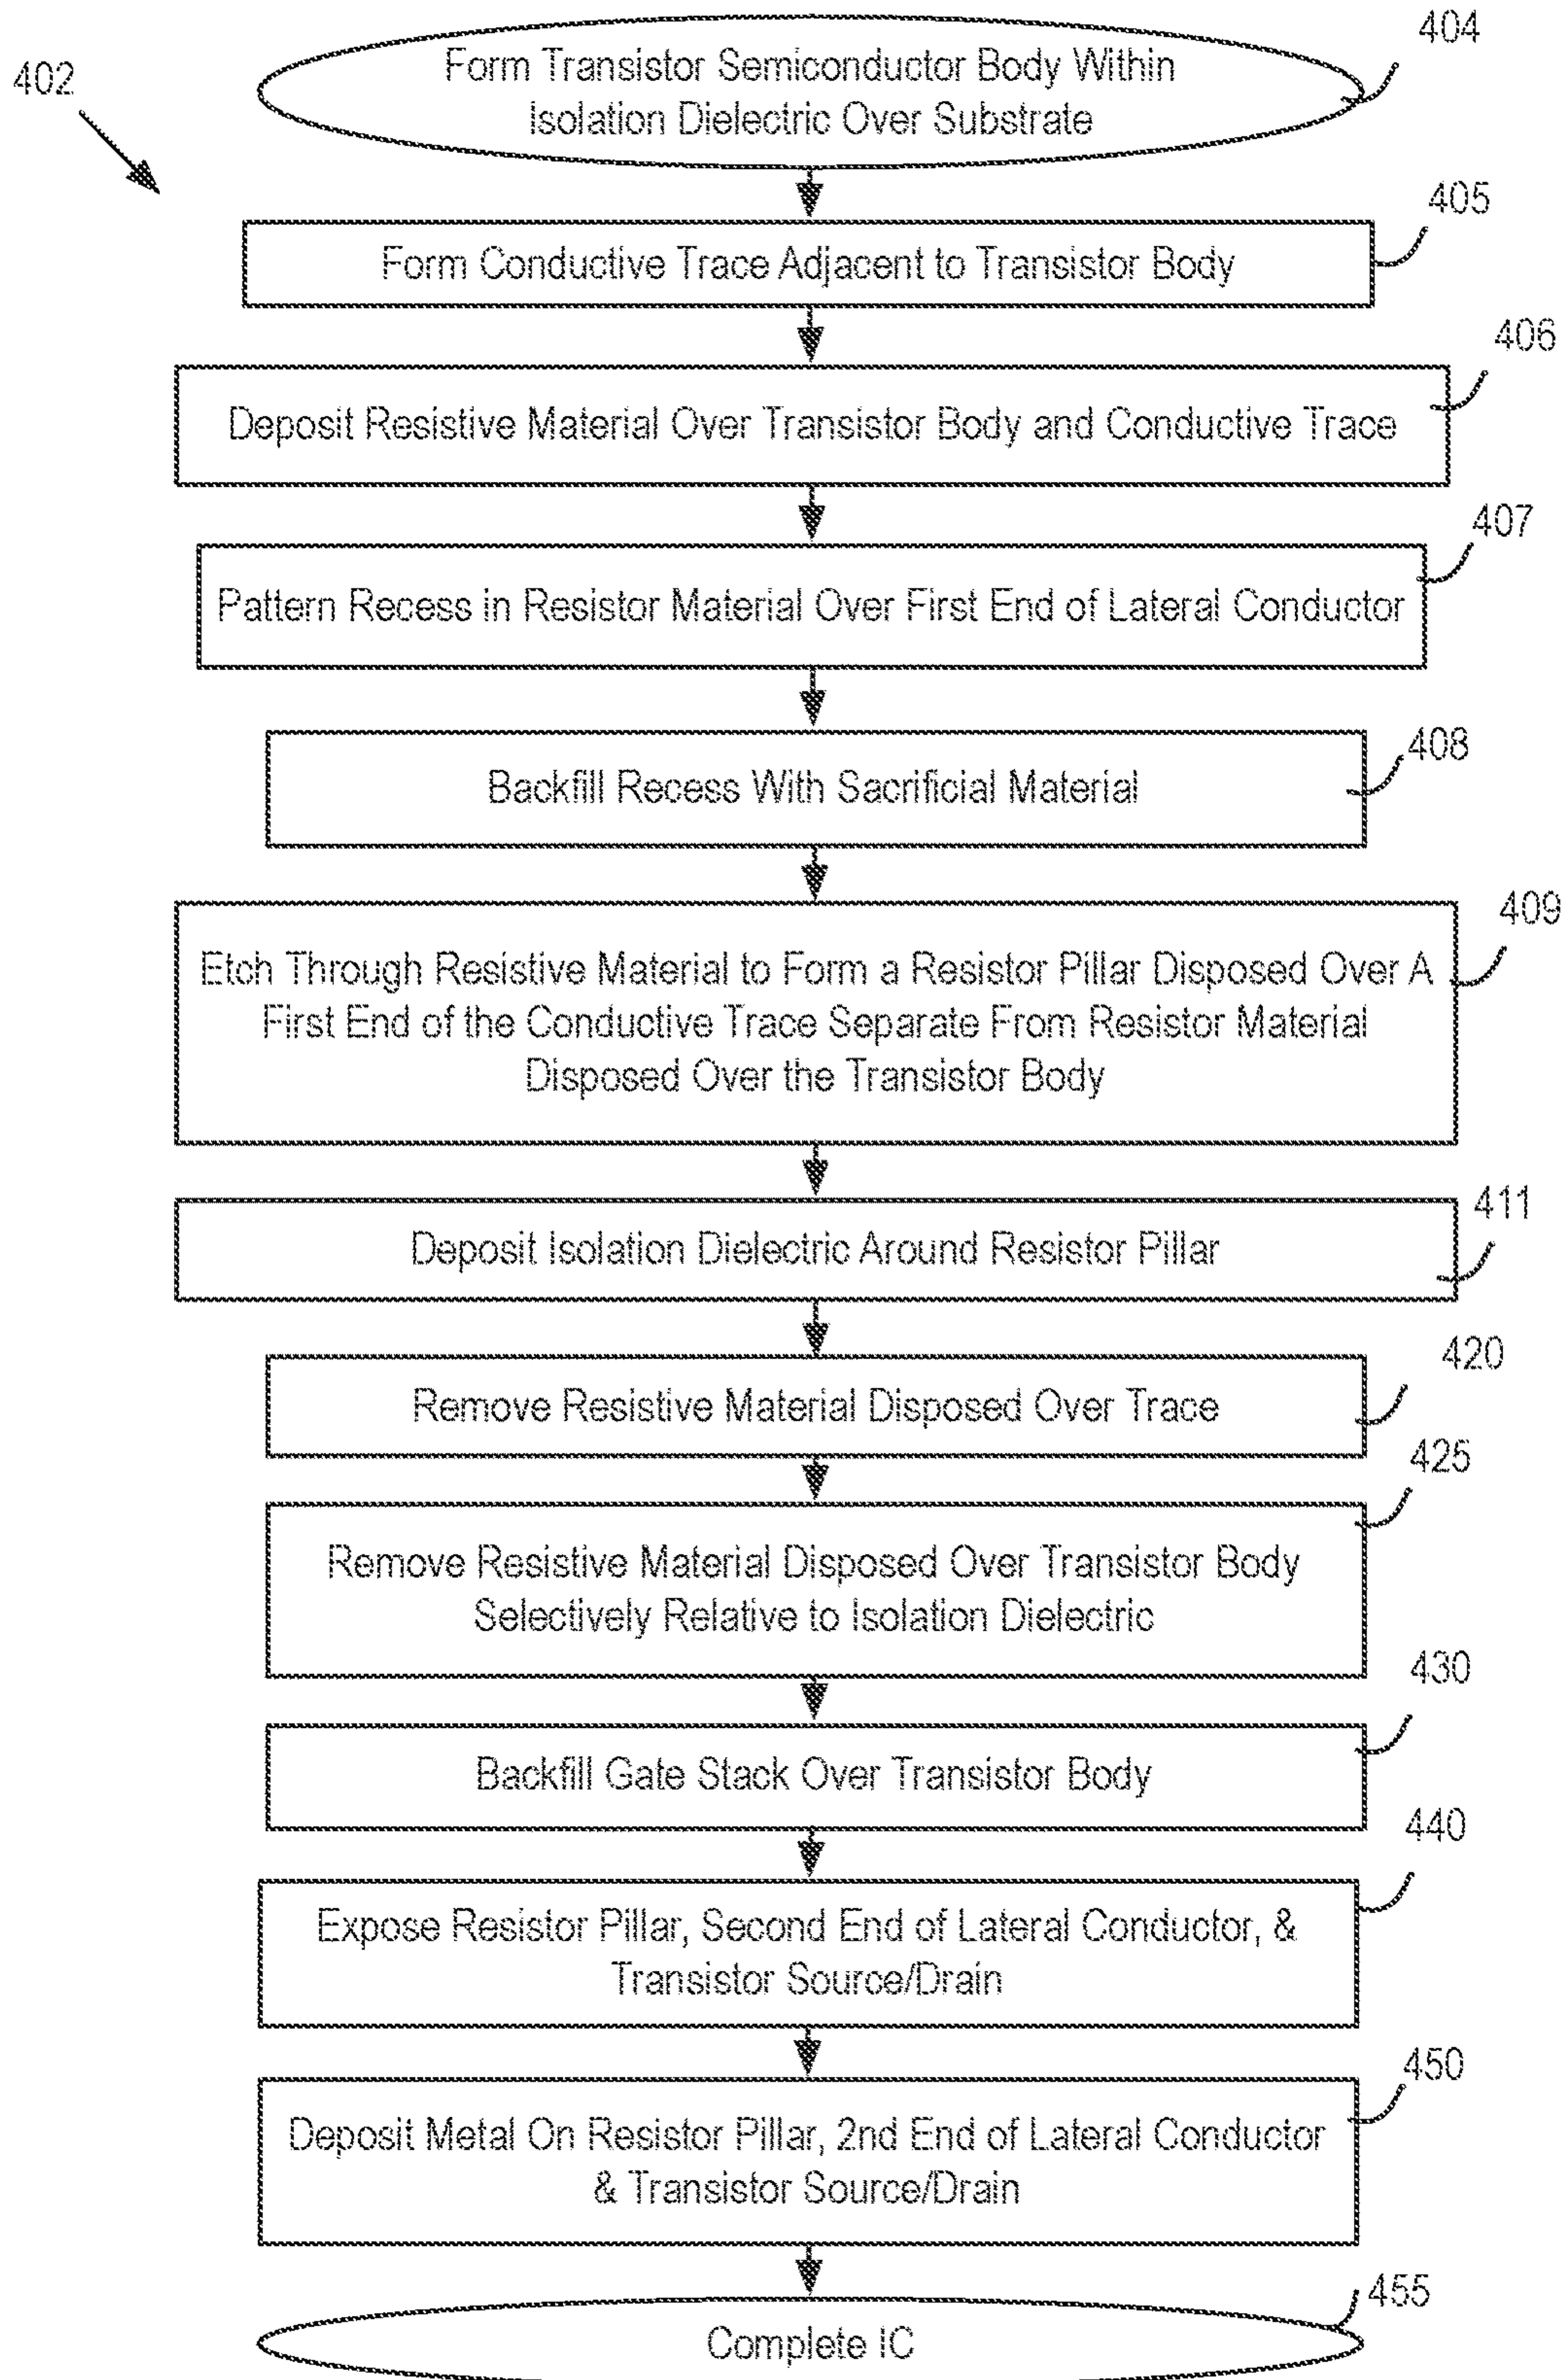 404
402
Form Transistor Semiconductor Body Within
Isolation Dielectric Over Substrate
405
Form Conductive Trace Adjacent to Transistor Body
406
Deposit Resistive Material Over Transistor Body and Conductive Trace
407
Pattern Recess in Resistor Material Over First End of Lateral Conductor
408
Backfill Recess With Sacrificial Material
409
Etch Through Resistive Material to Form a Resistor Pillar Disposed Over A
First End of the Conductive Trace Separate From Resistor Material
Disposed Over the Transistor Body
411
Deposit Isolation Dielectric Around Resistor Pillar
420
Remove Resistive Material Disposed Over Trace
425
Remove Resistive Material Disposed Over Transistor Body
Selectively Relative to Isolation Dielectric
430
Backfill Gate Stack Over Transistor Body
440
Expose Resistor Pillar, Second End of Lateral Conductor, &
Transistor Source/Drain
450
Deposit Metal On Resistor Pillar, 2nd End of Lateral Conductor
& Transistor Source/Drain
455
Complete IC